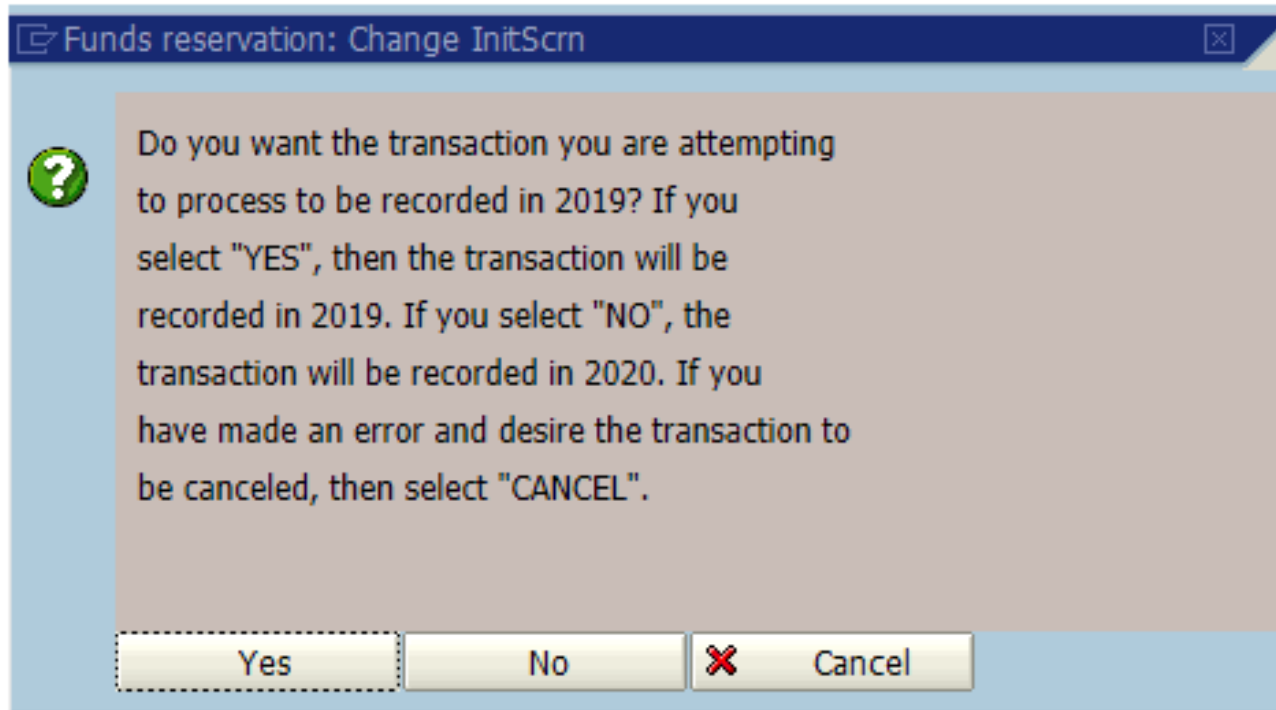 Funds reservation: Change InitScrn
Do you want the transaction you are attempting
to process to be recorded in 2019? If you
select "YES", then the transaction will be
recorded in 2019. If you select "NO", the
transaction will be recorded in 2020. If you
have made an error and desire the transaction to
be canceled, then select "CANCEL".
Yes No Cancel